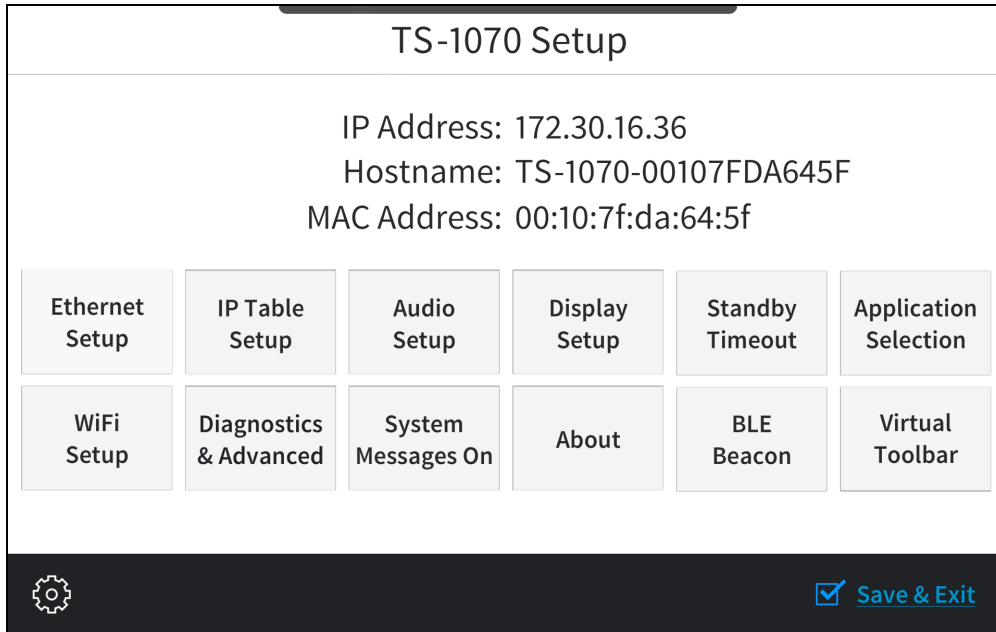 TS-1070 Setup
IP Address: 172.30.16.36
Hostname: TS-1070-00107FDA645F
MAC Address: 00:10:7f:da:64:5f
Ethernet
Setup
IP Table
Setup
Audio
Setup
Display
Setup
Standby
Timeout
Application
Selection
WiFi
Setup
Diagnostics
& Advanced
System
Messages On
About
BLE
Beacon
Virtual
Toolbar
Save & Exit